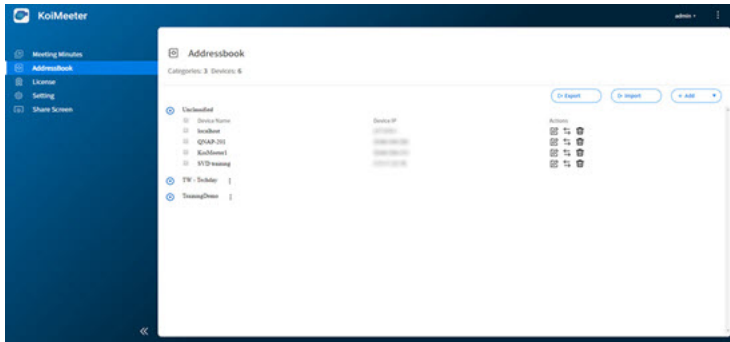 KoiMeeter
admin
Meeting Minutes
AddressBook
License
Setting
Share Screen
Addressbook
Categories: 3 Devices: 6
Export Import + Add
Unclassified
Device Name Device IP Actions
localhost
QNAP-201
KoiMeeter1
training
TW - Techday
TrainingDemo